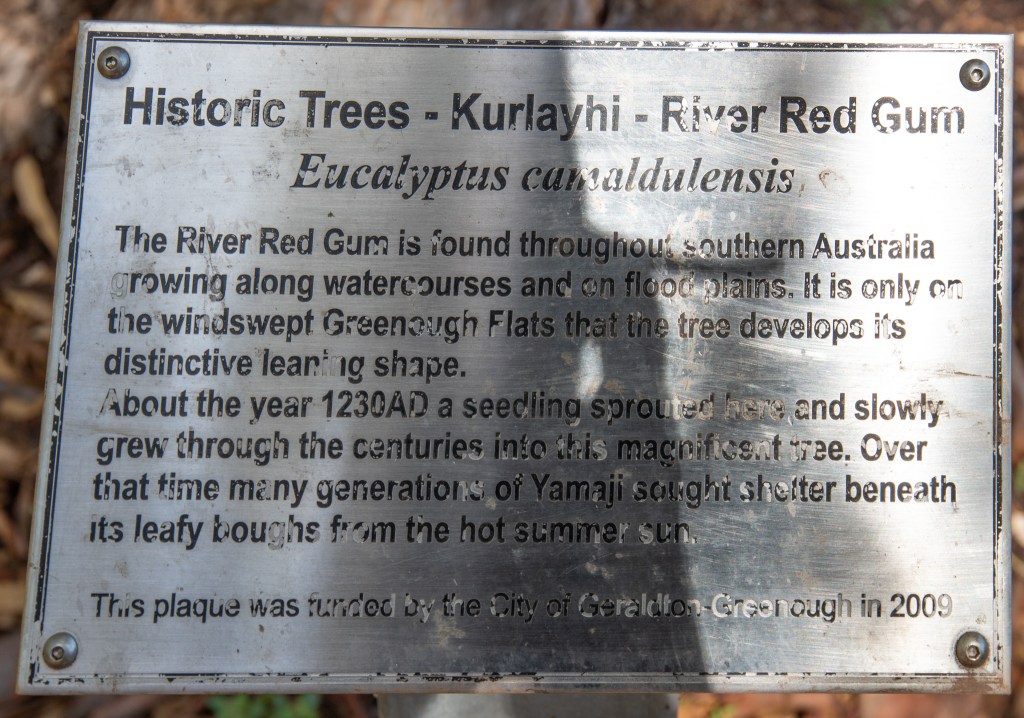 Historic Trees - Kurlayhi - River Red Gum
Eucalyptus camaldulensis
The River Red Gum is found throughout southern Australia
growing along watercourses and on flood plains. It is only on
the windswept Greenough Flats that the tree develops its
distinctive leaning shape.
About the year 1230AD a seedling sprouted here and slowly
grew through the centuries into this magnificent tree. Over
that time many generations of Yamaji sought shelter beneath
its leafy boughs from the hot summer sun.
This plaque was funded by the City of Geraldton-Greenough in 2009